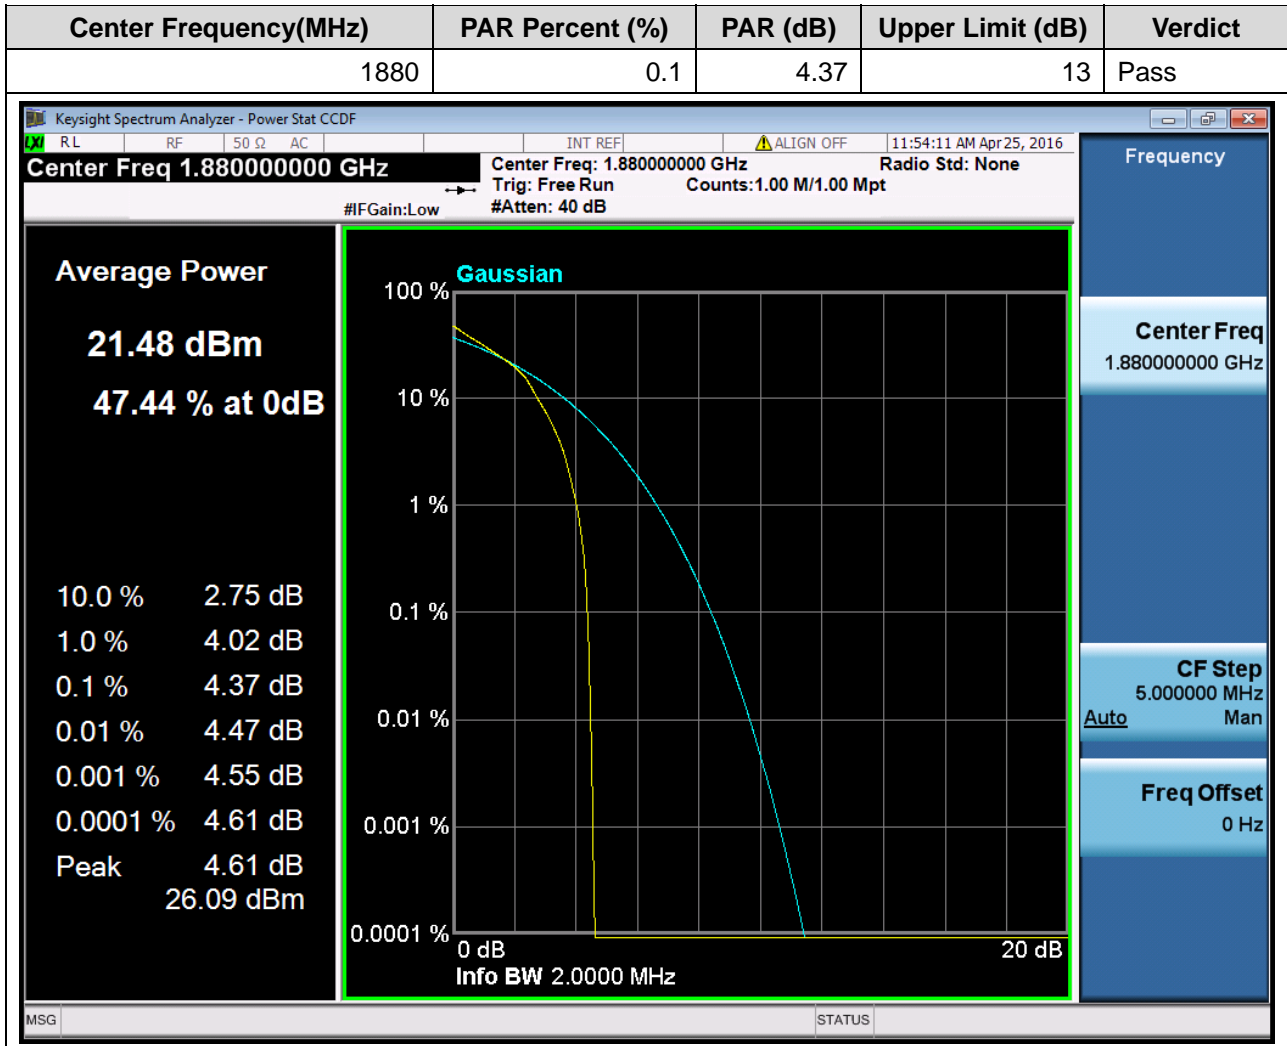 Center Frequency(MHz) PAR Percent (%) PAR (dB) Upper Limit (dB) Verdict
1880 0.1 4.37 13 Pass
Keysight Spectrum Analyzer - Power Stat CCDF
LXI RL RF 50 Ω AC INT REF ALIGN OFF 11:54:11 AM Apr 25, 2016
Center Freq 1.880000000 GHz
#IFGain:Low
Center Freq: 1.880000000 GHz Radio Std: None
Trig: Free Run Counts:1.00 M/1.00 Mpt
#Atten: 40 dB
Average Power
21.48 dBm
47.44 % at 0dB
10.0 % 2.75 dB
1.0 % 4.02 dB
0.1 % 4.37 dB
0.01 % 4.47 dB
0.001 % 4.55 dB
0.0001 % 4.61 dB
Peak 4.61 dB
26.09 dBm
Gaussian
100 %
10 %
1 %
0.1 %
0.01 %
0.001 %
0.0001 %
0 dB 20 dB
Info BW 2.0000 MHz
Frequency
Center Freq
1.880000000 GHz
CF Step
5.000000 MHz
Auto Man
Freq Offset
0 Hz
MSG STATUS